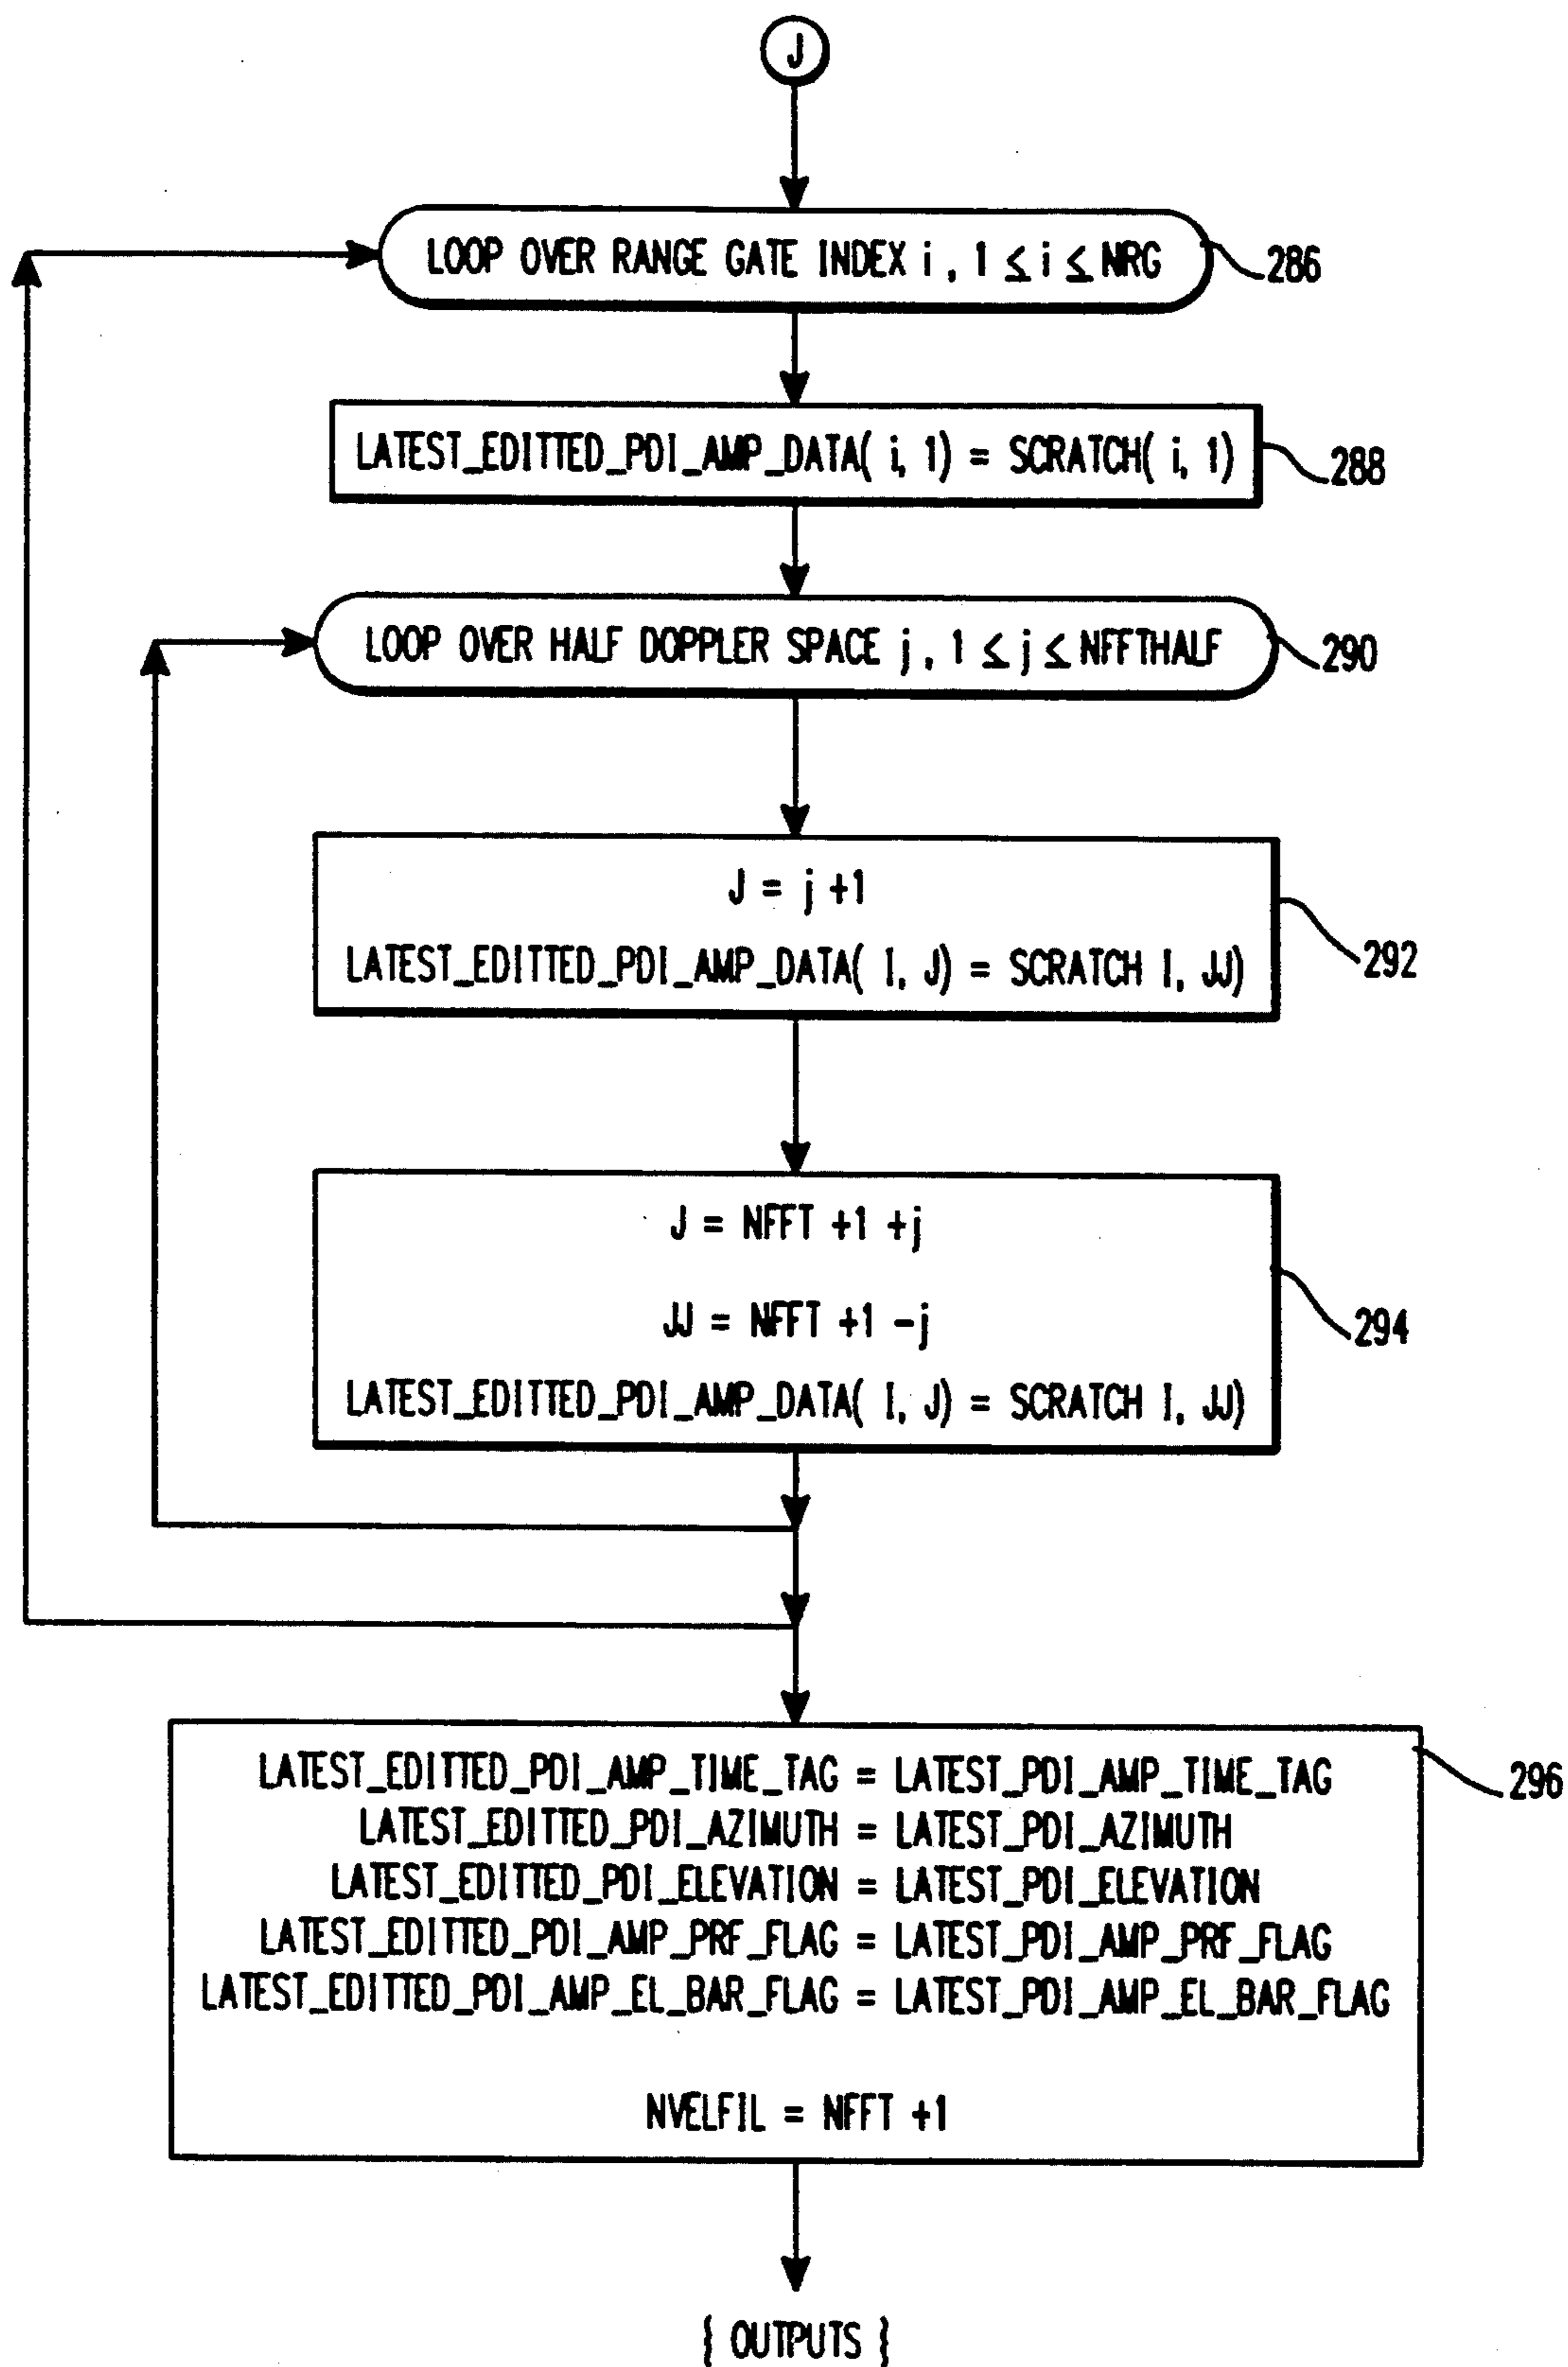 J
LOOP OVER RANGE GATE INDEX i , 1 ≤ i ≤ NRG
286
LATEST_EDITTED_PDI_AMP_DATA( i, 1) = SCRATCH( i, 1)
288
LOOP OVER HALF DOPPLER SPACE j , 1 ≤ j ≤ NFFTHALF
290
J = j +1
LATEST_EDITTED_PDI_AMP_DATA( I, J) = SCRATCH I, JJ)
292
J = NFFT +1 +j
JJ = NFFT +1 -j
LATEST_EDITTED_PDI_AMP_DATA( I, J) = SCRATCH I, JJ)
294
LATEST_EDITTED_PDI_AMP_TIME_TAG = LATEST_PDI_AMP_TIME_TAG
LATEST_EDITTED_PDI_AZIMUTH = LATEST_PDI_AZIMUTH
LATEST_EDITTED_PDI_ELEVATION = LATEST_PDI_ELEVATION
LATEST_EDITTED_PDI_AMP_PRF_FLAG = LATEST_PDI_AMP_PRF_FLAG
LATEST_EDITTED_PDI_AMP_EL_BAR_FLAG = LATEST_PDI_AMP_EL_BAR_FLAG
NVELFIL = NFFT +1
296
{ OUTPUTS }